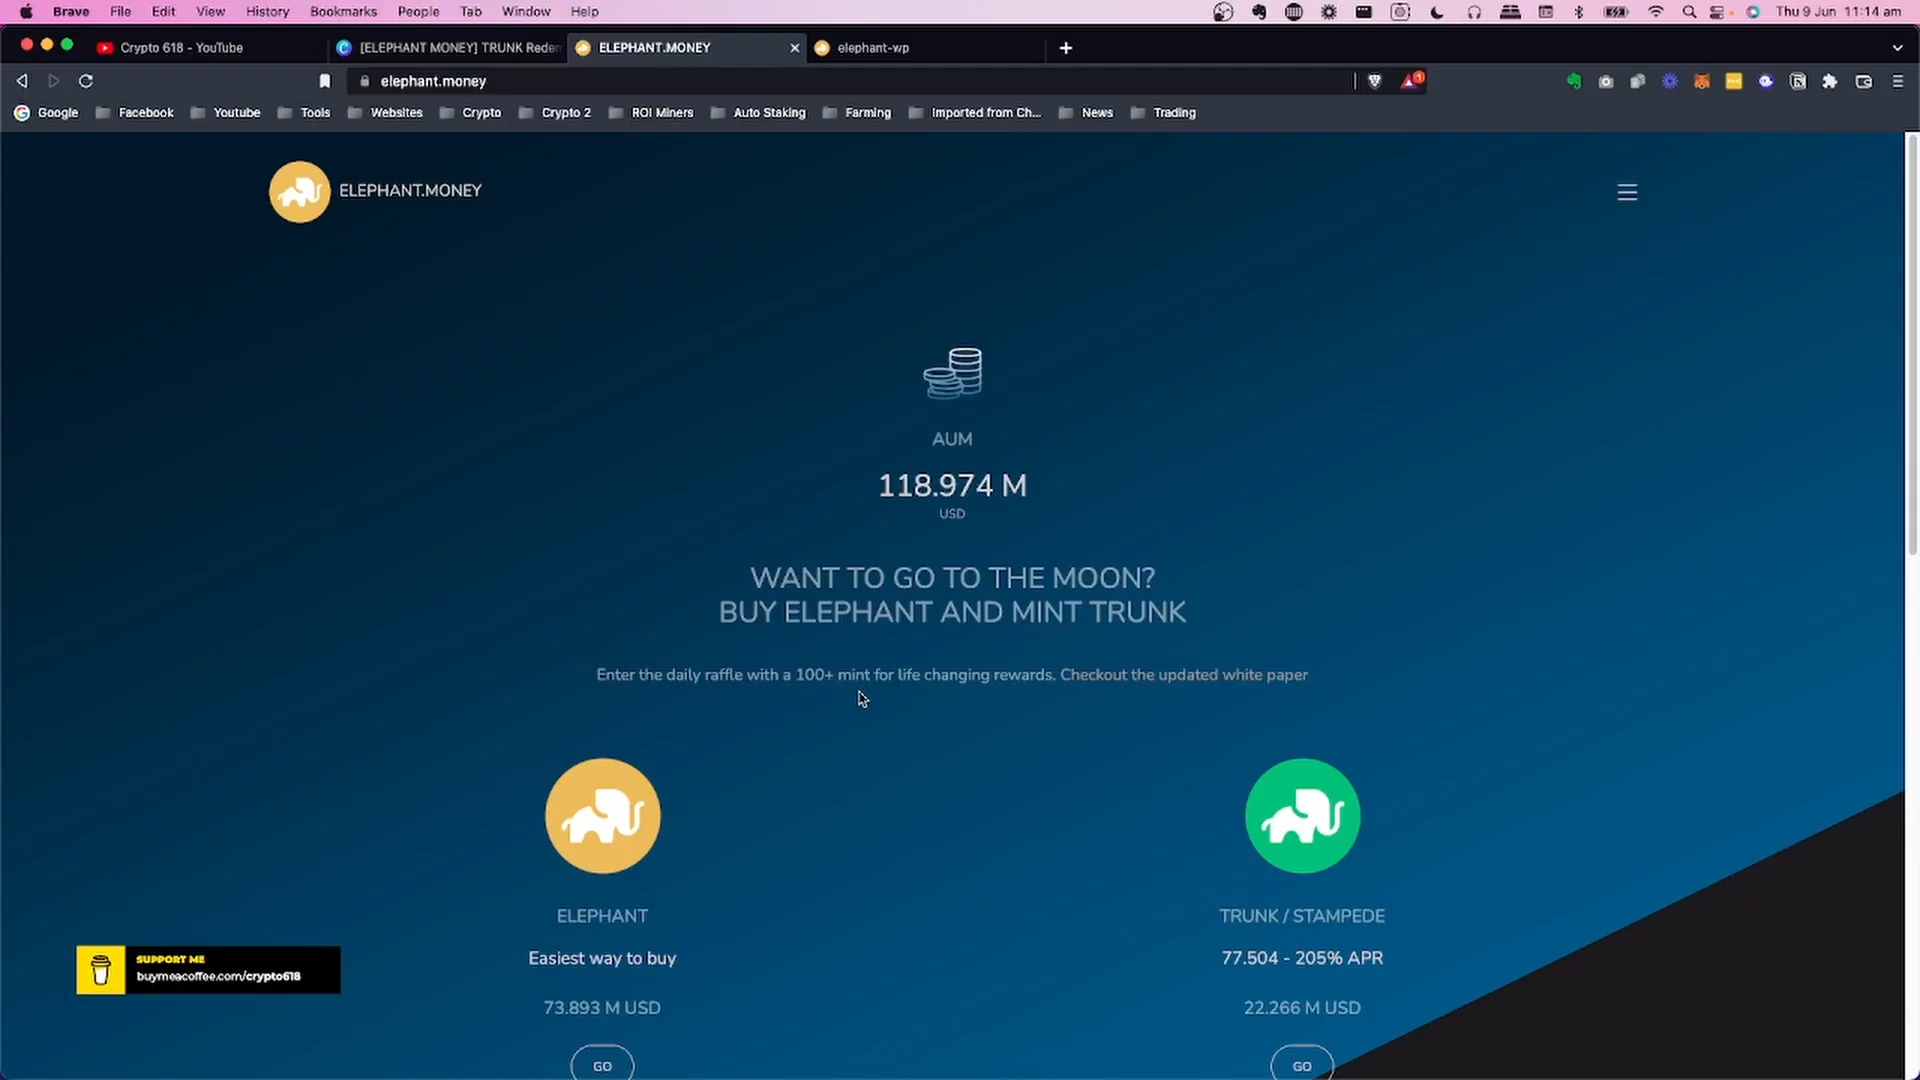 Brave File Edit View History Bookmarks People Tab Window Help Thu 9 Jun 11:14 am
Crypto 618 - YouTube [ELEPHANT MONEY] TRUNK Redem ELEPHANT.MONEY elephant-wp
elephant.money
Google Facebook Youtube Tools Websites Crypto Crypto 2 ROI Miners Auto Staking Farming Imported from Ch... News Trading
ELEPHANT.MONEY
AUM
118.974 M
USD
WANT TO GO TO THE MOON?
BUY ELEPHANT AND MINT TRUNK
Enter the daily raffle with a 100+ mint for life changing rewards. Checkout the updated white paper
ELEPHANT
Easiest way to buy
73.893 M USD
GO
TRUNK / STAMPEDE
77.504 - 205% APR
22.266 M USD
GO
SUPPORT ME
buymeacoffee.com/crypto618